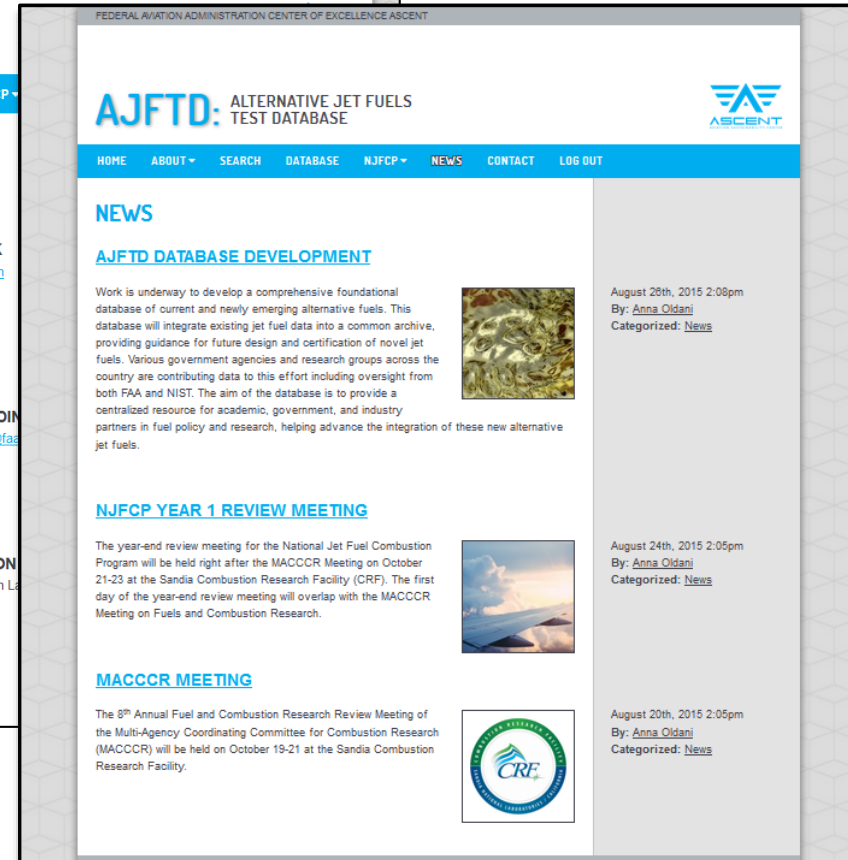 FEDERAL AVIATION ADMINISTRATION CENTER OF EXCELLENCE ASCENT
AJFTD: ALTERNATIVE JET FUELS
TEST DATABASE
ASCENT
HOME ABOUT SEARCH DATABASE NJFCP NEWS CONTACT LOG OUT
NEWS
AJFTD DATABASE DEVELOPMENT
Work is underway to develop a comprehensive foundational
database of current and newly emerging alternative fuels. This
database will integrate existing jet fuel data into a common archive,
providing guidance for future design and certification of novel jet
fuels. Various government agencies and research groups across the
country are contributing data to this effort including oversight from
both FAA and NIST. The aim of the database is to provide a
centralized resource for academic, government, and industry
partners in fuel policy and research, helping advance the integration of these new alternative
jet fuels.
August 26th, 2015 2:08pm
By: Anna Oldani
Categorized: News
NJFCP YEAR 1 REVIEW MEETING
The year-end review meeting for the National Jet Fuel Combustion
Program will be held right after the MACCCR Meeting on October
21-23 at the Sandia Combustion Research Facility (CRF). The first
day of the year-end review meeting will overlap with the MACCCR
Meeting on Fuels and Combustion Research.
August 24th, 2015 2:05pm
By: Anna Oldani
Categorized: News
MACCCR MEETING
The 8th Annual Fuel and Combustion Research Review Meeting of
the Multi-Agency Coordinating Committee for Combustion Research
(MACCCR) will be held on October 19-21 at the Sandia Combustion
Research Facility.
COMBUSTION RESEARCH FACILITY
CRF
SANDIA NATIONAL LABORATORIES / CALIFORNIA
August 20th, 2015 2:05pm
By: Anna Oldani
Categorized: News